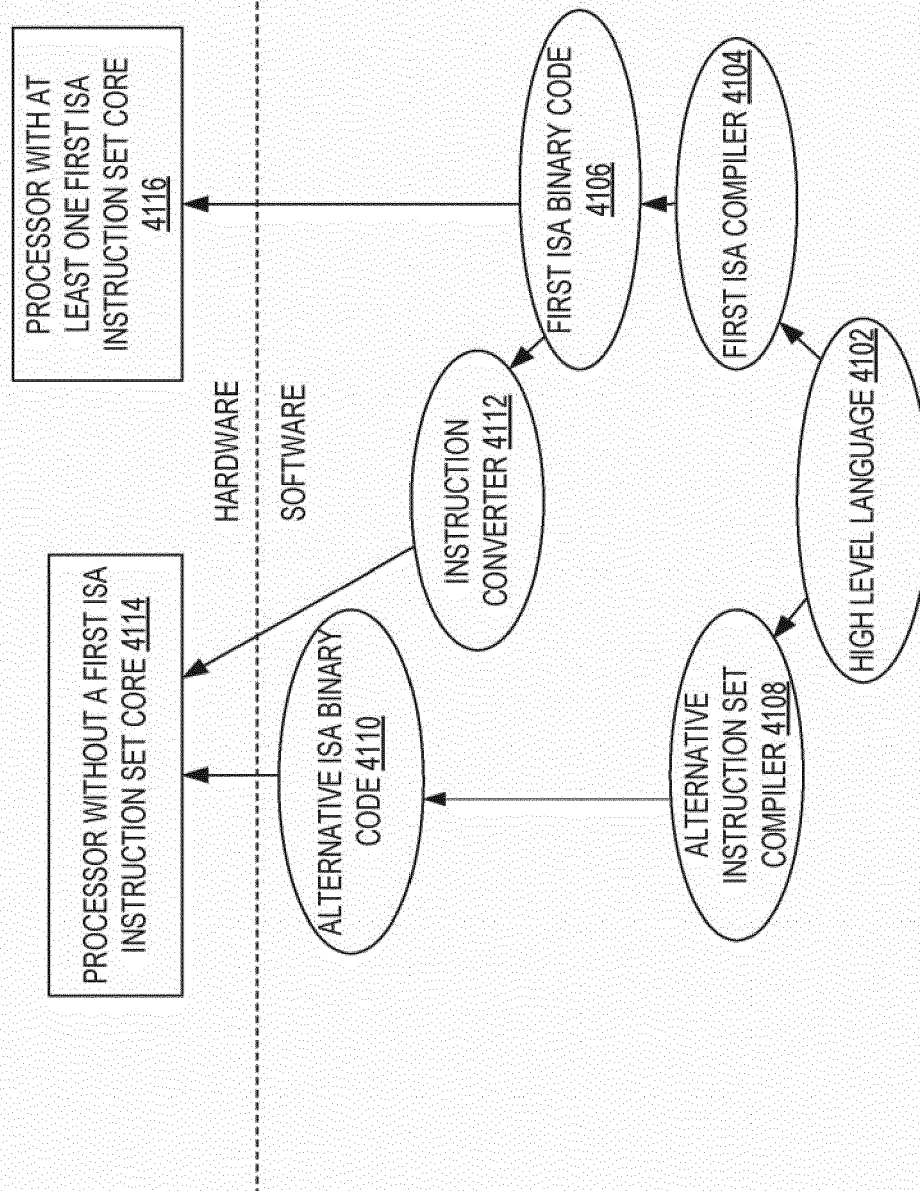 PROCESSOR WITHOUT A FIRST ISA
INSTRUCTION SET CORE 4114
PROCESSOR WITH AT
LEAST ONE FIRST ISA
INSTRUCTION SET CORE
4116
HARDWARE
SOFTWARE
ALTERNATIVE ISA BINARY
CODE 4110
INSTRUCTION
CONVERTER 4112
FIRST ISA BINARY CODE
4106
ALTERNATIVE
INSTRUCTION SET
COMPILER 4108
FIRST ISA COMPILER 4104
HIGH LEVEL LANGUAGE 4102